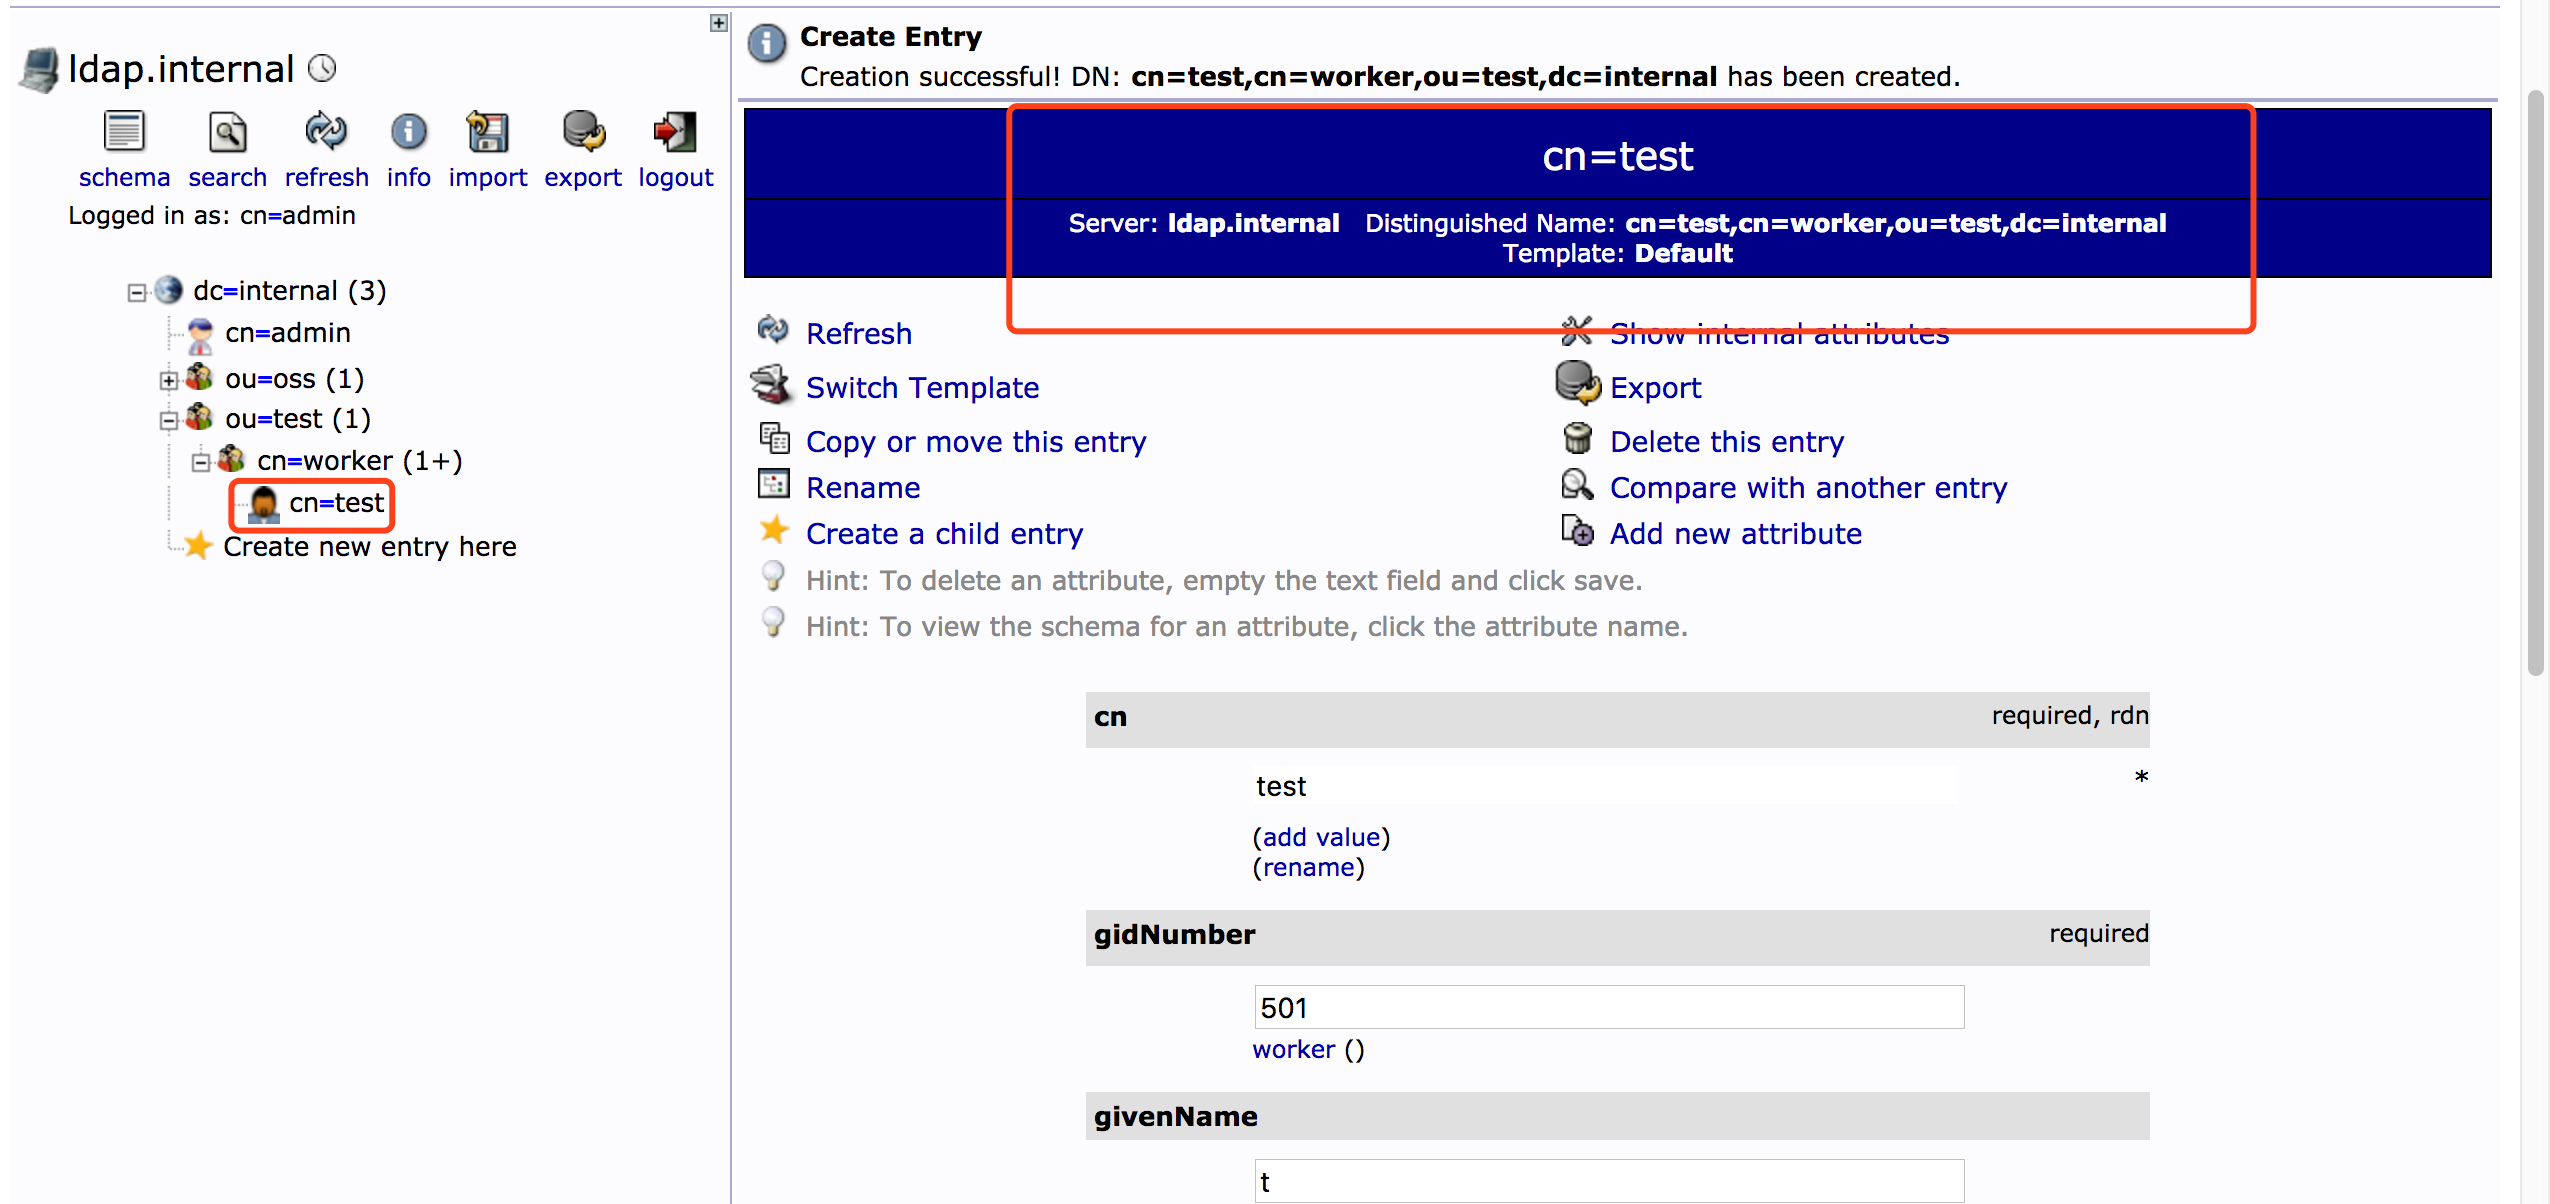 ldap.internal
schema search refresh info import export logout
Logged in as: cn=admin
dc=internal (3)
cn=admin
ou=oss (1)
ou=test (1)
cn=worker (1+)
cn=test
Create new entry here
Create Entry
Creation successful! DN: cn=test,cn=worker,ou=test,dc=internal has been created.
cn=test
Server: ldap.internal Distinguished Name: cn=test,cn=worker,ou=test,dc=internal
Template: Default
Refresh
Show internal attributes
Switch Template
Export
Copy or move this entry
Delete this entry
Rename
Compare with another entry
Create a child entry
Add new attribute
Hint: To delete an attribute, empty the text field and click save.
Hint: To view the schema for an attribute, click the attribute name.
cn required, rdn
test *
(add value)
(rename)
gidNumber required
501
worker ()
givenName
t